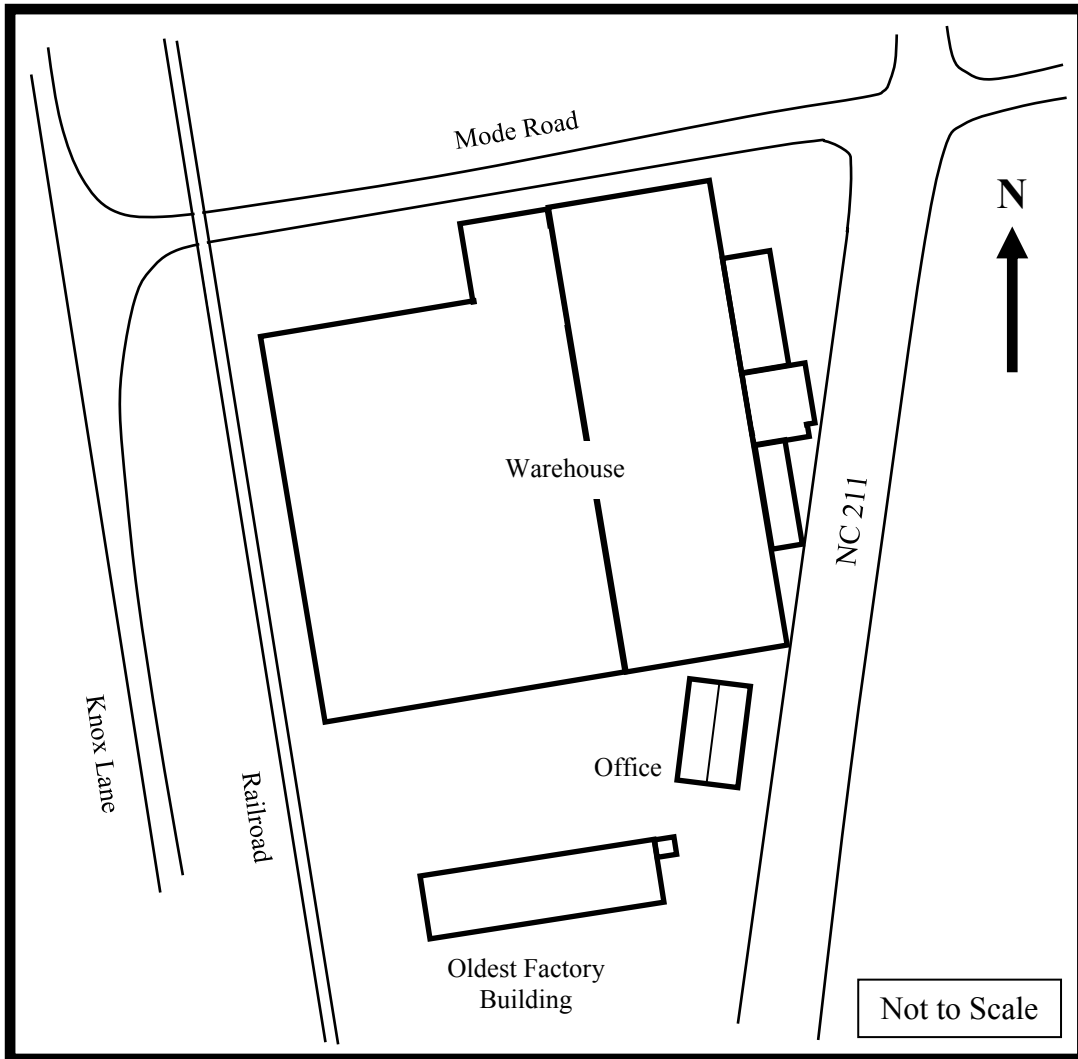 Mode Road
N
Warehouse
NC 211
Knox Lane
Railroad
Office
Oldest Factory
Building
Not to Scale